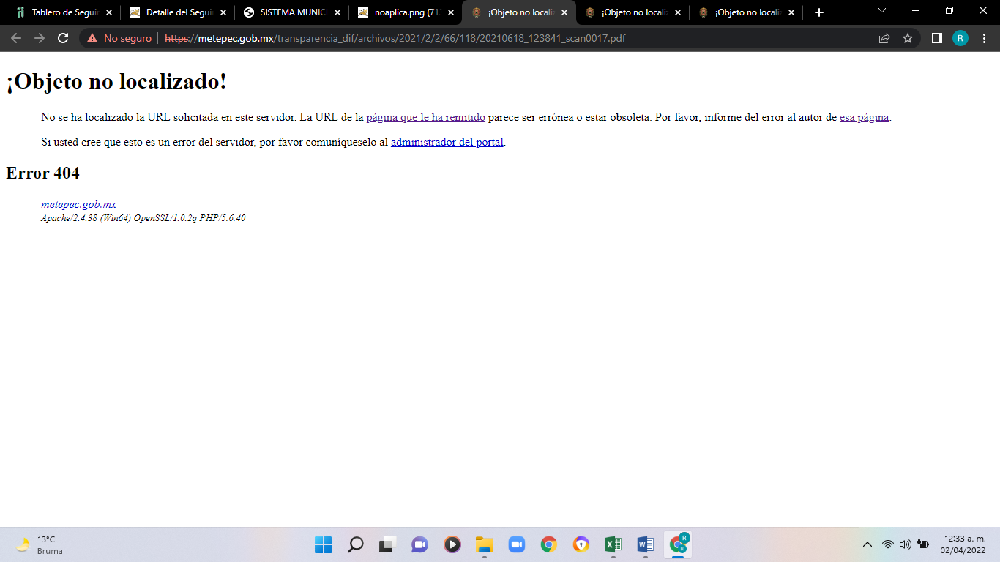 Tablero de Seguir
Detalle del Seguir
SISTEMA MUNICI
noaplica.png (713
¡Objeto no localiz
¡Objeto no localiz
¡Objeto no localiz
No seguro
https://metepec.gob.mx/transparencia_dif/archivos/2021/2/2/66/118/20210618_123841_scan0017.pdf
R
¡Objeto no localizado!
No se ha localizado la URL solicitada en este servidor. La URL de la página que le ha remitido parece ser errónea o estar obsoleta. Por favor, informe del error al autor de esa página.
Si usted cree que esto es un error del servidor, por favor comuníqueselo al administrador del portal.
Error 404
metepec.gob.mx
Apache/2.4.38 (Win64) OpenSSL/1.0.2q PHP/5.6.40
13°C
Bruma
R
R
12:33 a. m.
02/04/2022